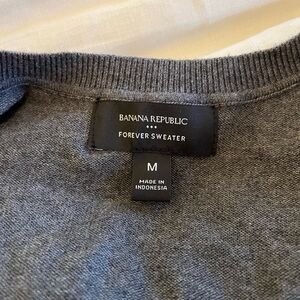 BANANA REPUBLIC
FOREVER SWEATER
M
MADE IN
INDONESIA